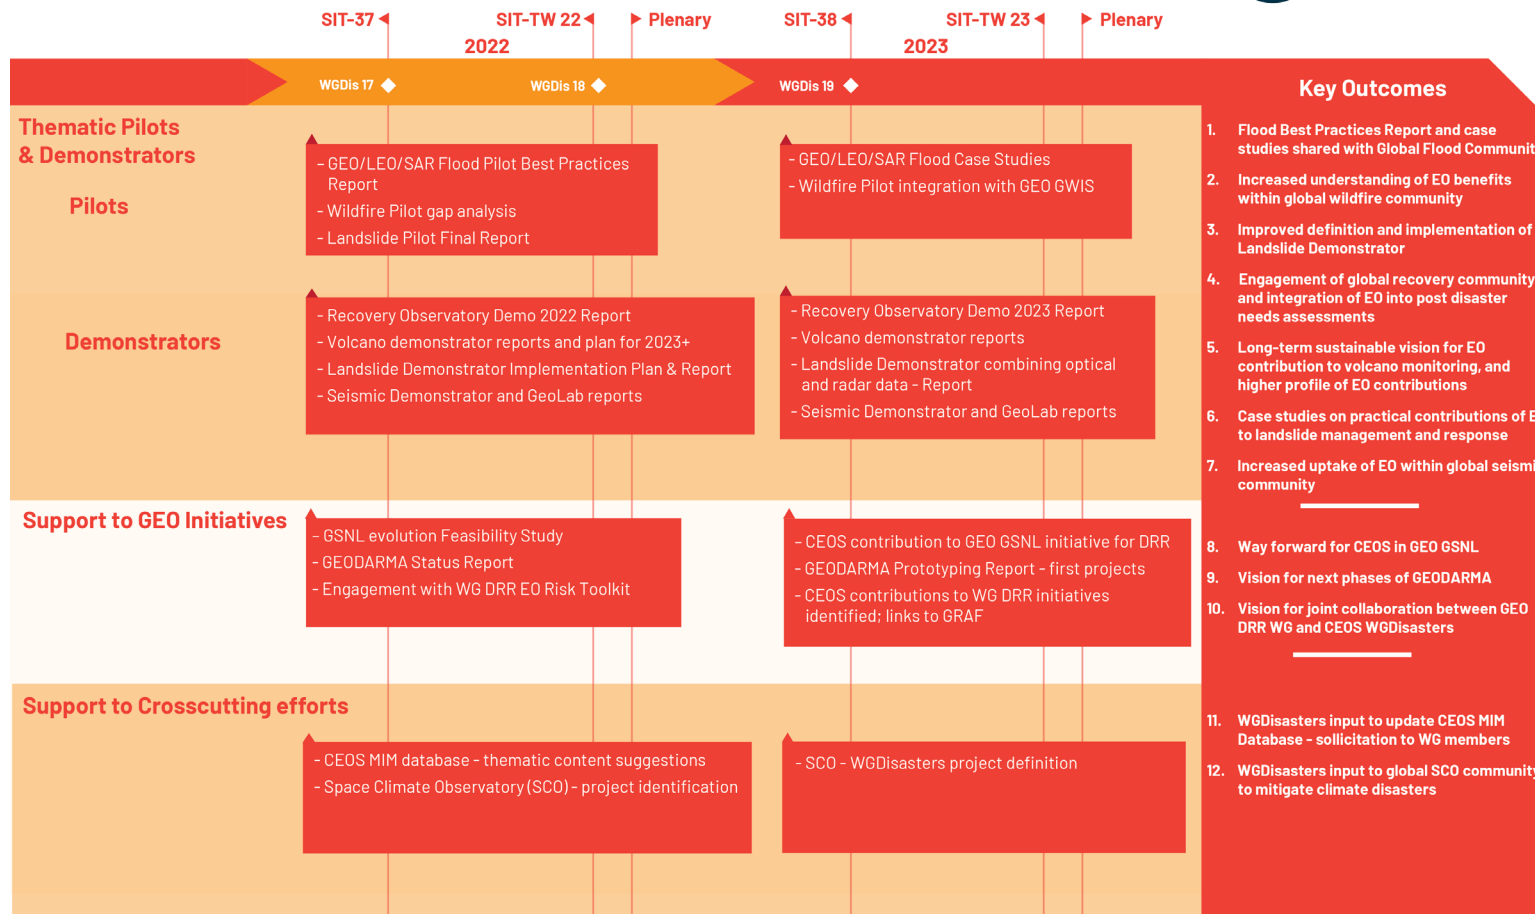 SIT-37
SIT-TW 22
Plenary
SIT-38
SIT-TW 23
Plenary
2022
2023
WGDis 17
WGDis 18
WGDis 19
Key Outcomes
Thematic Pilots
& Demonstrators
Pilots
- GEO/LEO/SAR Flood Pilot Best Practices
Report
- Wildfire Pilot gap analysis
- Landslide Pilot Final Report
- GEO/LEO/SAR Flood Case Studies
- Wildfire Pilot integration with GEO GWIS
Demonstrators
- Recovery Observatory Demo 2022 Report
- Volcano demonstrator reports and plan for 2023+
- Landslide Demonstrator Implementation Plan & Report
- Seismic Demonstrator and GeoLab reports
- Recovery Observatory Demo 2023 Report
- Volcano demonstrator reports
- Landslide Demonstrator combining optical
and radar data - Report
- Seismic Demonstrator and GeoLab reports
Support to GEO Initiatives
- GSNL evolution Feasibility Study
- GEODARMA Status Report
- Engagement with WG DRR EO Risk Toolkit
- CEOS contribution to GEO GSNL initiative for DRR
- GEODARMA Prototyping Report - first projects
- CEOS contributions to WG DRR initiatives
identified; links to GRAF
Support to Crosscutting efforts
- CEOS MIM database - thematic content suggestions
- Space Climate Observatory (SCO) - project identification
- SCO - WGDisasters project definition
1. Flood Best Practices Report and case
studies shared with Global Flood Communit
2. Increased understanding of EO benefits
within global wildfire community
3. Improved definition and implementation of
Landslide Demonstrator
4. Engagement of global recovery community
and integration of EO into post disaster
needs assessments
5. Long-term sustainable vision for EO
contribution to volcano monitoring, and
higher profile of EO contributions
6. Case studies on practical contributions of E
to landslide management and response
7. Increased uptake of EO within global seismi
community
8. Way forward for CEOS in GEO GSNL
9. Vision for next phases of GEODARMA
10. Vision for joint collaboration between GEO
DRR WG and CEOS WGDisasters
11. WGDisasters input to update CEOS MIM
Database - sollicitation to WG members
12. WGDisasters input to global SCO community
to mitigate climate disasters